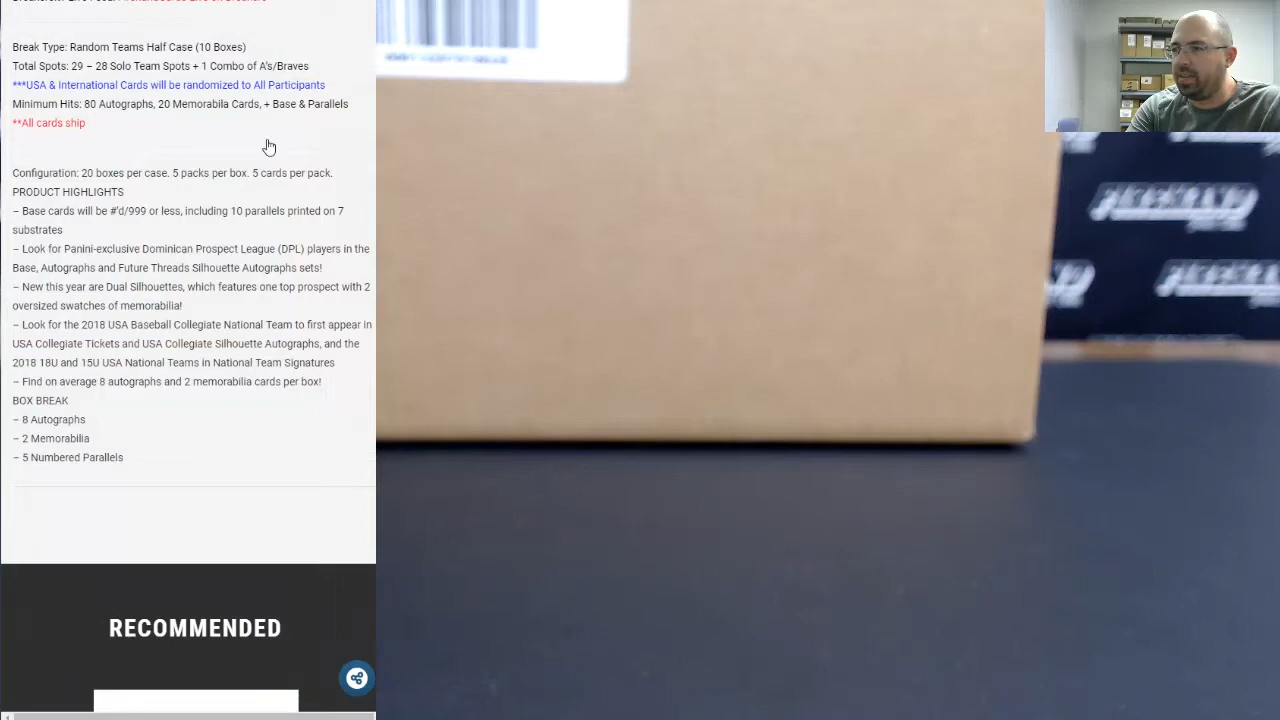 Break Type: Random Teams Half Case (10 Boxes)
Total Spots: 29 – 28 Solo Team Spots + 1 Combo of A's/Braves
***USA & International Cards will be randomized to All Participants
Minimum Hits: 80 Autographs, 20 Memorabila Cards, + Base & Parallels
**All cards ship
Configuration: 20 boxes per case. 5 packs per box. 5 cards per pack.
PRODUCT HIGHLIGHTS
– Base cards will be #'d/999 or less, including 10 parallels printed on 7
substrates
– Look for Panini-exclusive Dominican Prospect League (DPL) players in the
Base, Autographs and Future Threads Silhouette Autographs sets!
– New this year are Dual Silhouettes, which features one top prospect with 2
oversized swatches of memorabilia!
– Look for the 2018 USA Baseball Collegiate National Team to first appear in
USA Collegiate Tickets and USA Collegiate Silhouette Autographs, and the
2018 18U and 15U USA National Teams in National Team Signatures
– Find on average 8 autographs and 2 memorabilia cards per box!
BOX BREAK
– 8 Autographs
– 2 Memorabilia
– 5 Numbered Parallels
RECOMMENDED